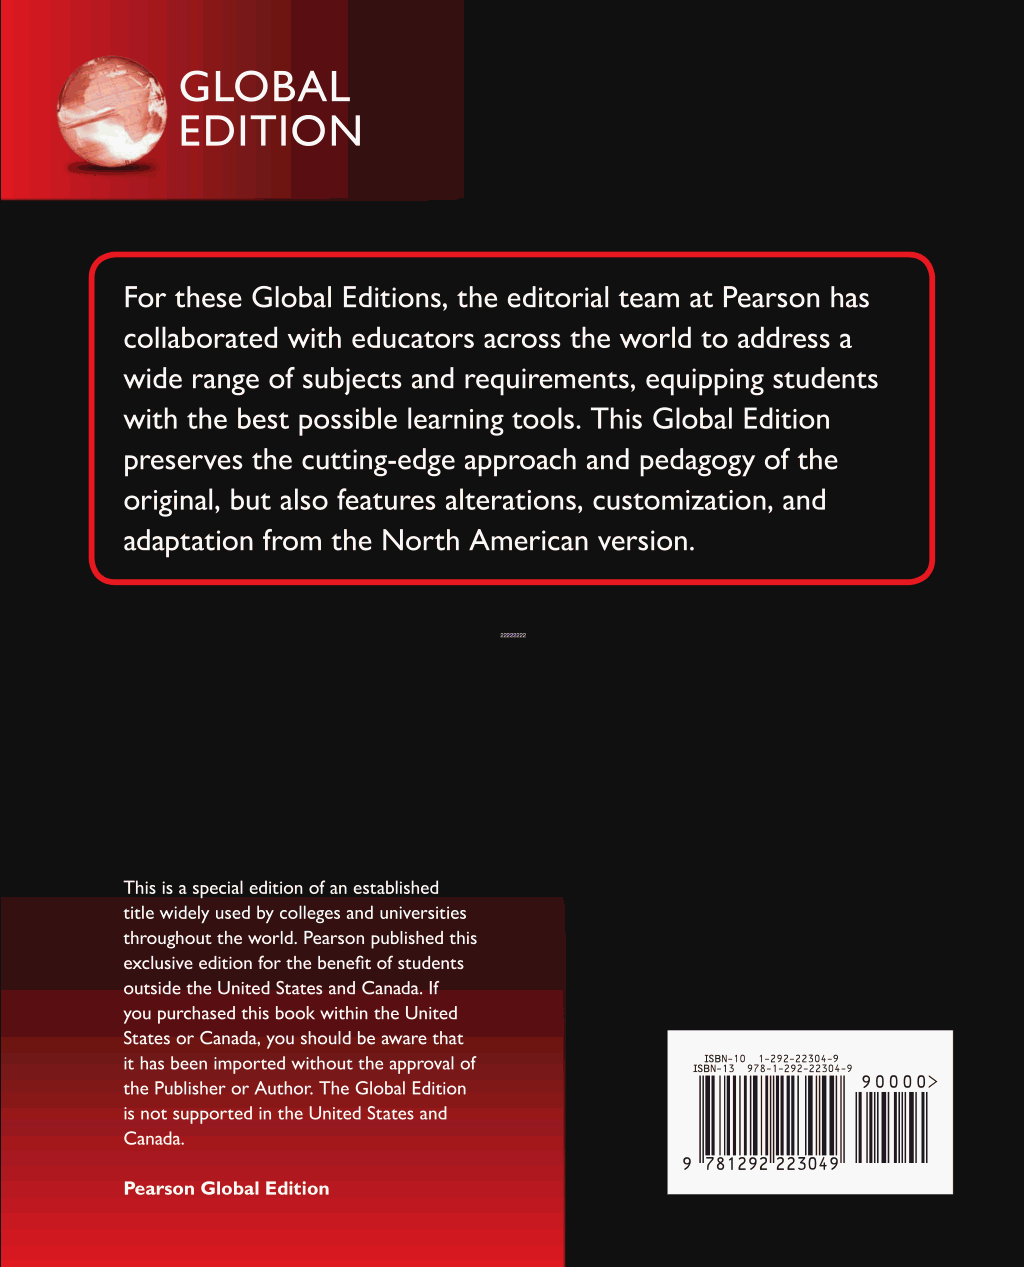 GLOBAL
EDITION
For these Global Editions, the editorial team at Pearson has
collaborated with educators across the world to address a
wide range of subjects and requirements, equipping students
with the best possible learning tools. This Global Edition
preserves the cutting-edge approach and pedagogy of the
original, but also features alterations, customization, and
adaptation from the North American version.
22222222
This is a special edition of an established
title widely used by colleges and universities
throughout the world. Pearson published this
exclusive edition for the benefit of students
outside the United States and Canada. If
you purchased this book within the United
States or Canada, you should be aware that
it has been imported without the approval of
the Publisher or Author. The Global Edition
is not supported in the United States and
Canada.
Pearson Global Edition
ISBN-10 1-292-22304-9
ISBN-13 978-1-292-22304-9
90000>
9 781292 223049